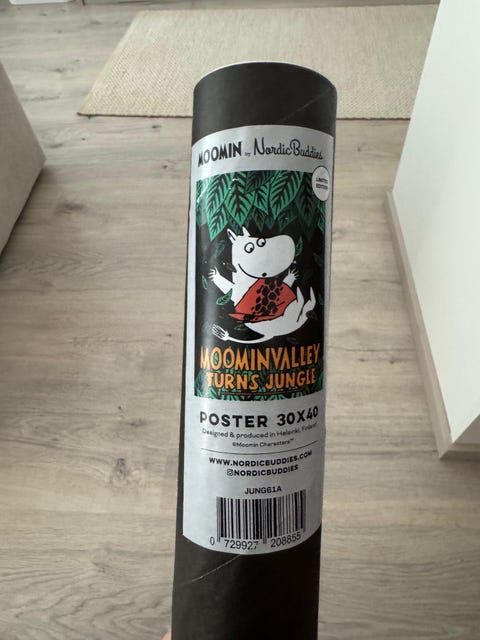 MOOMIN by NordicBuddies
LIMITED
EDITION
MOOMINVALLEY
TURNS JUNGLE
POSTER 30X40
Designed & produced in Helsinki, Finland
©Moomin Characters™
WWW.NORDICBUDDIES.COM
@NORDICBUDDIES
JUNG61A
0 729927 208855